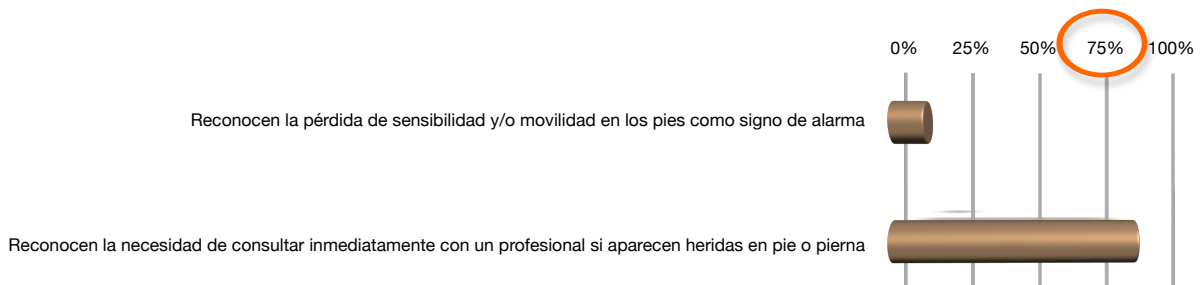 0% 25% 50% 75% 100%
Reconocen la pérdida de sensibilidad y/o movilidad en los pies como signo de alarma
Reconocen la necesidad de consultar inmediatamente con un profesional si aparecen heridas en pie o pierna